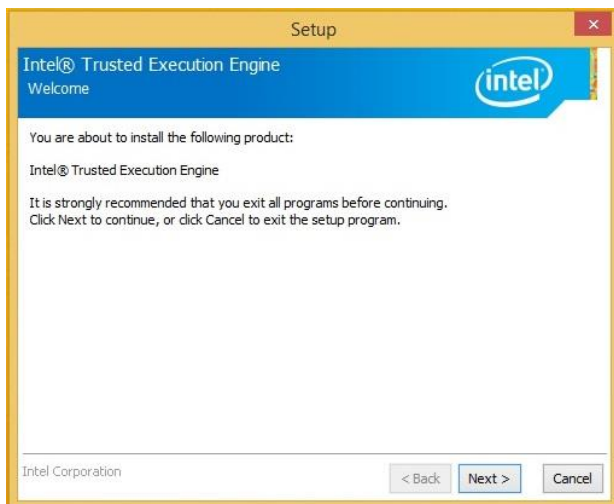 Setup
Intel® Trusted Execution Engine
Welcome
intel
You are about to install the following product:
Intel® Trusted Execution Engine
It is strongly recommended that you exit all programs before continuing.
Click Next to continue, or click Cancel to exit the setup program.
Intel Corporation
< Back
Next >
Cancel